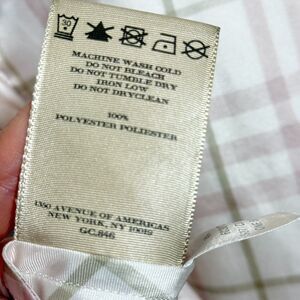 30
MACHINE WASH COLD
DO NOT BLEACH
DO NOT TUMBLE DRY
IRON LOW
DO NOT DRYCLEAN
100%
POLYESTER POLIESTER
1350 AVENUE OF AMERICAS
NEW YORK, NY 10019
GC.846